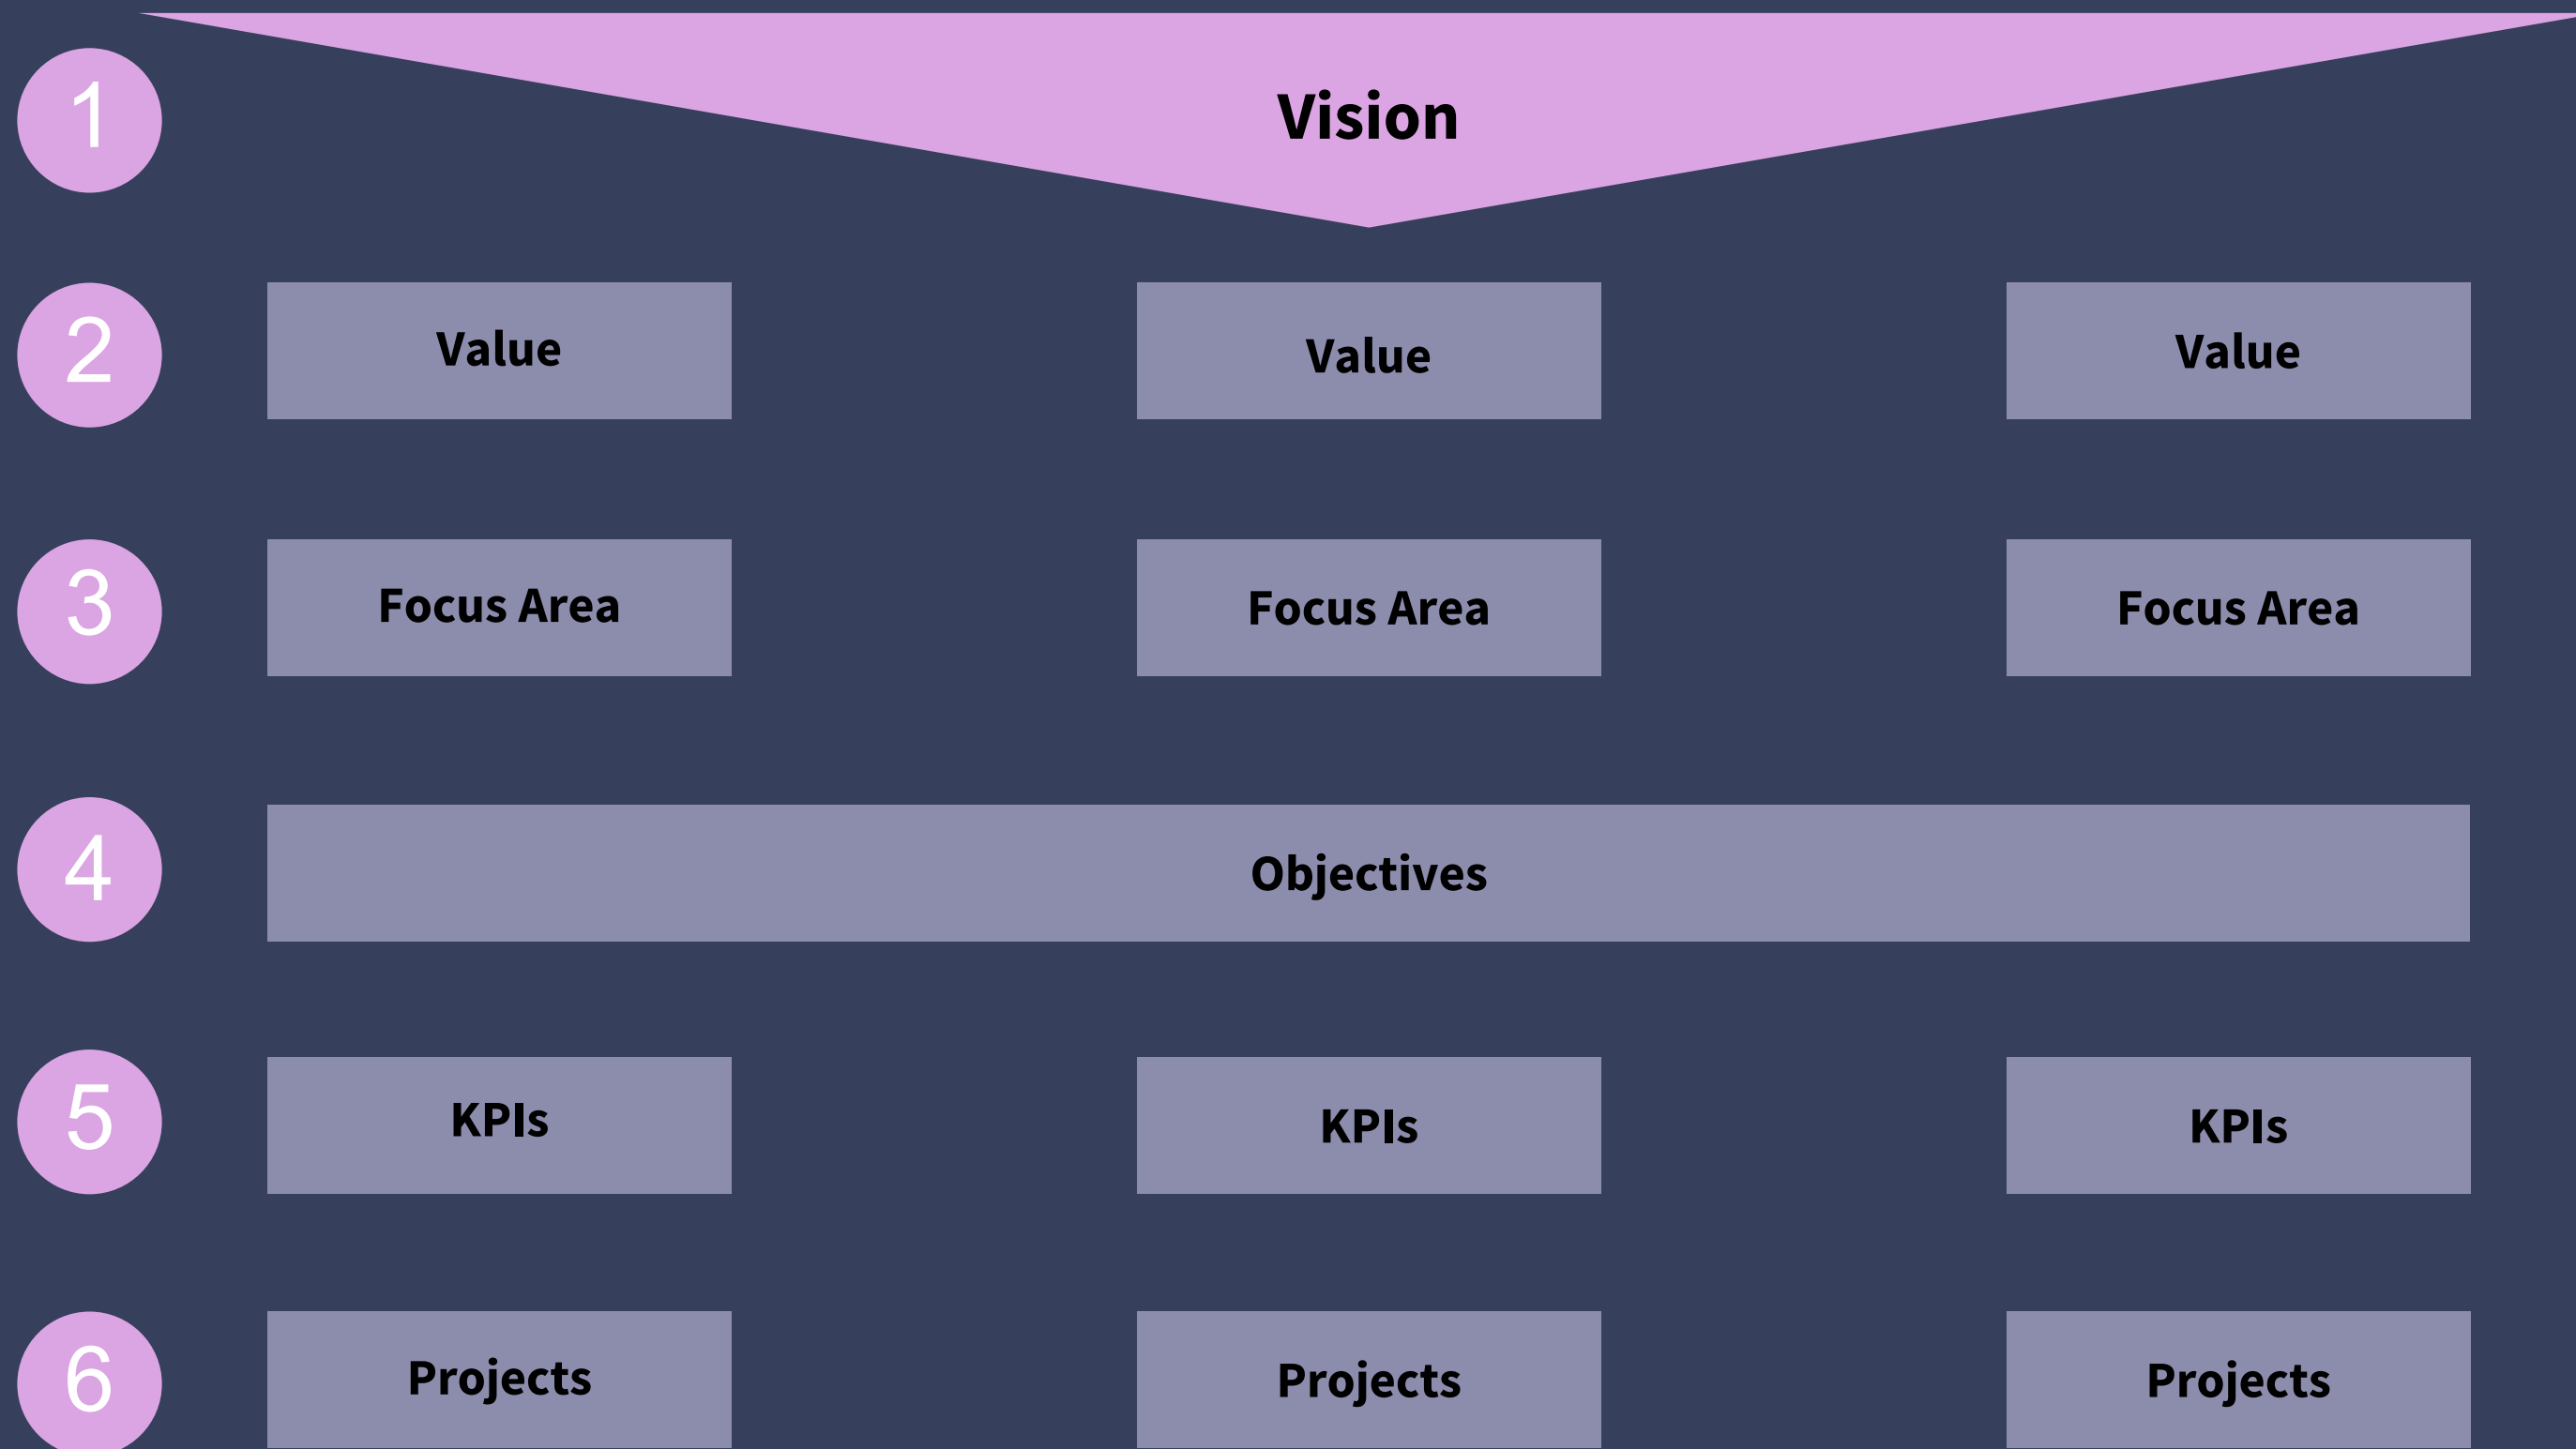 1
Vision
2
Value
Value
Value
3
Focus Area
Focus Area
Focus Area
4
Objectives
5
KPIs
KPIs
KPIs
6
Projects
Projects
Projects